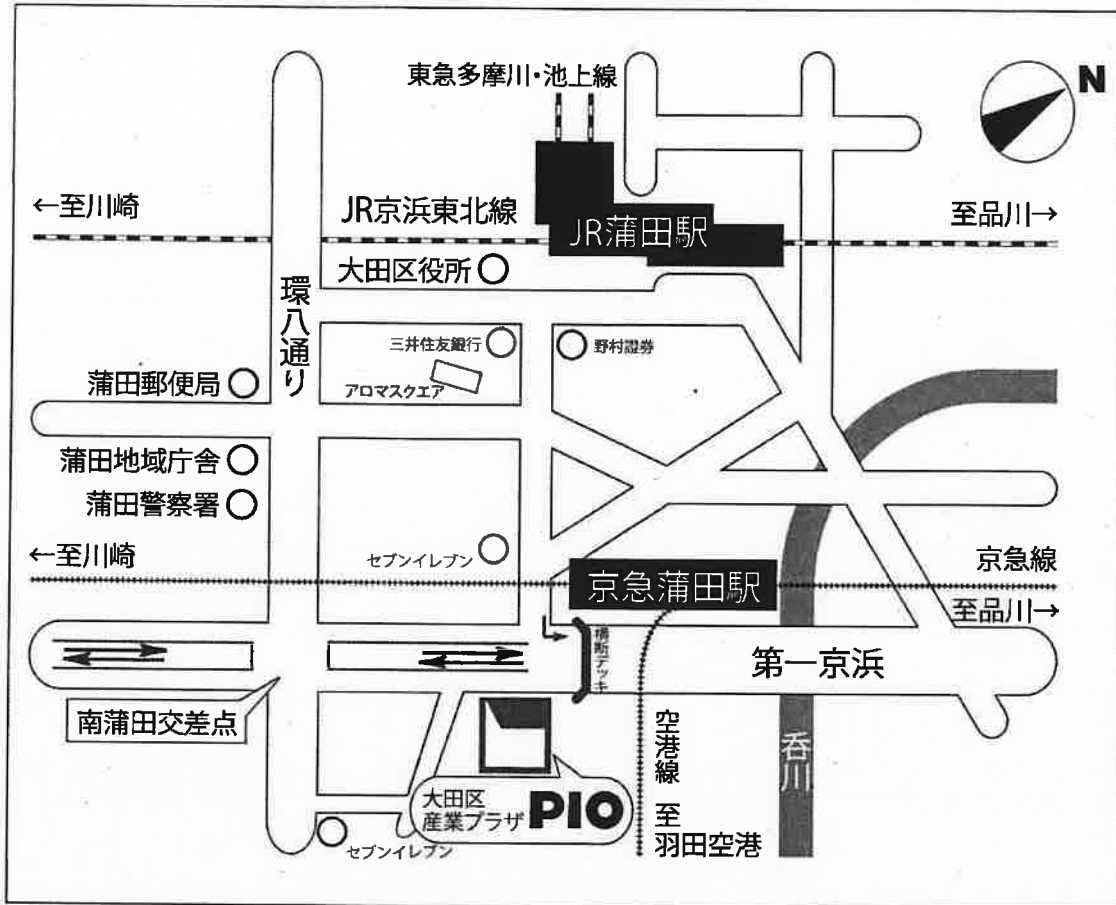 東急多摩川・池上線
N
←至川崎
JR京浜東北線
JR蒲田駅
至品川→
大田区役所
環八通り
三井住友銀行
野村證券
アロマスクエア
蒲田郵便局
蒲田地域庁舎
蒲田警察署
←至川崎
セブンイレブン
京急蒲田駅
京急線
至品川→
横断デッキ
第一京浜
南蒲田交差点
空港線 至
羽田空港
呑川
大田区
産業プラザ PIO
セブンイレブン